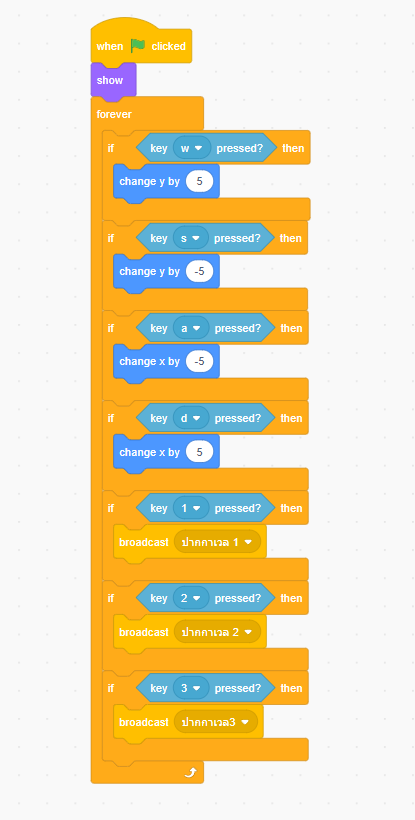 when clicked
show
forever
if key w pressed? then
change y by 5
if key s pressed? then
change y by -5
if key a pressed? then
change x by -5
if key d pressed? then
change x by 5
if key 1 pressed? then
broadcast ปากกาเวล 1
if key 2 pressed? then
broadcast ปากกาเวล 2
if key 3 pressed? then
broadcast ปากกาเวล3